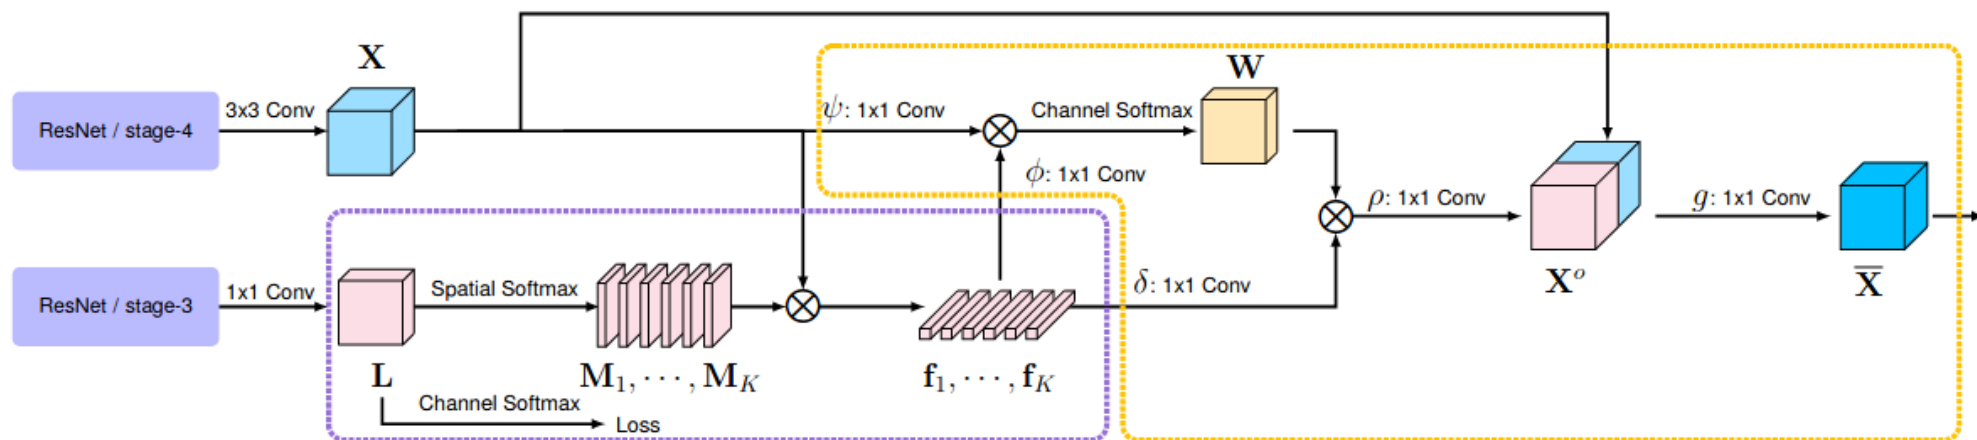 X
W
ResNet / stage-4
3x3 Conv
ψ: 1x1 Conv
Channel Softmax
ϕ: 1x1 Conv
ρ: 1x1 Conv
g: 1x1 Conv
X^o
X̅
ResNet / stage-3
1x1 Conv
Spatial Softmax
δ: 1x1 Conv
L
M_1, ⋯, M_K
f_1, ⋯, f_K
Channel Softmax
Loss